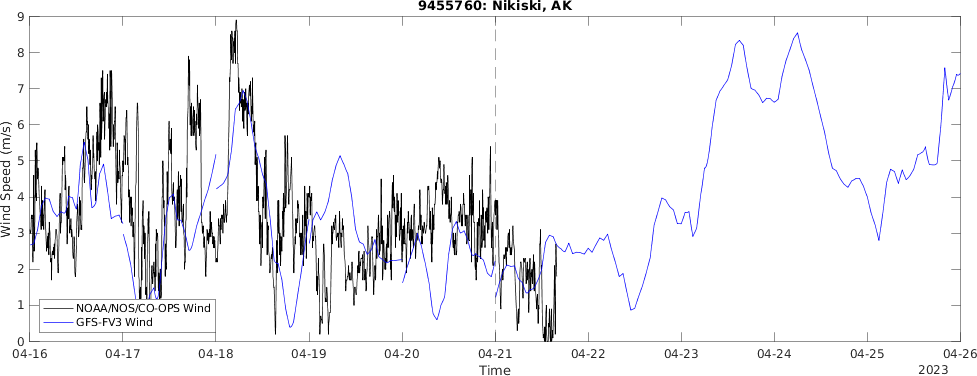 9455760: Nikiski, AK
9
8
7
6
5
4
3
2
1
0
Wind Speed (m/s)
NOAA/NOS/CO-OPS Wind
GFS-FV3 Wind
04-16 04-17 04-18 04-19 04-20 04-21 04-22 04-23 04-24 04-25 04-26
Time
2023